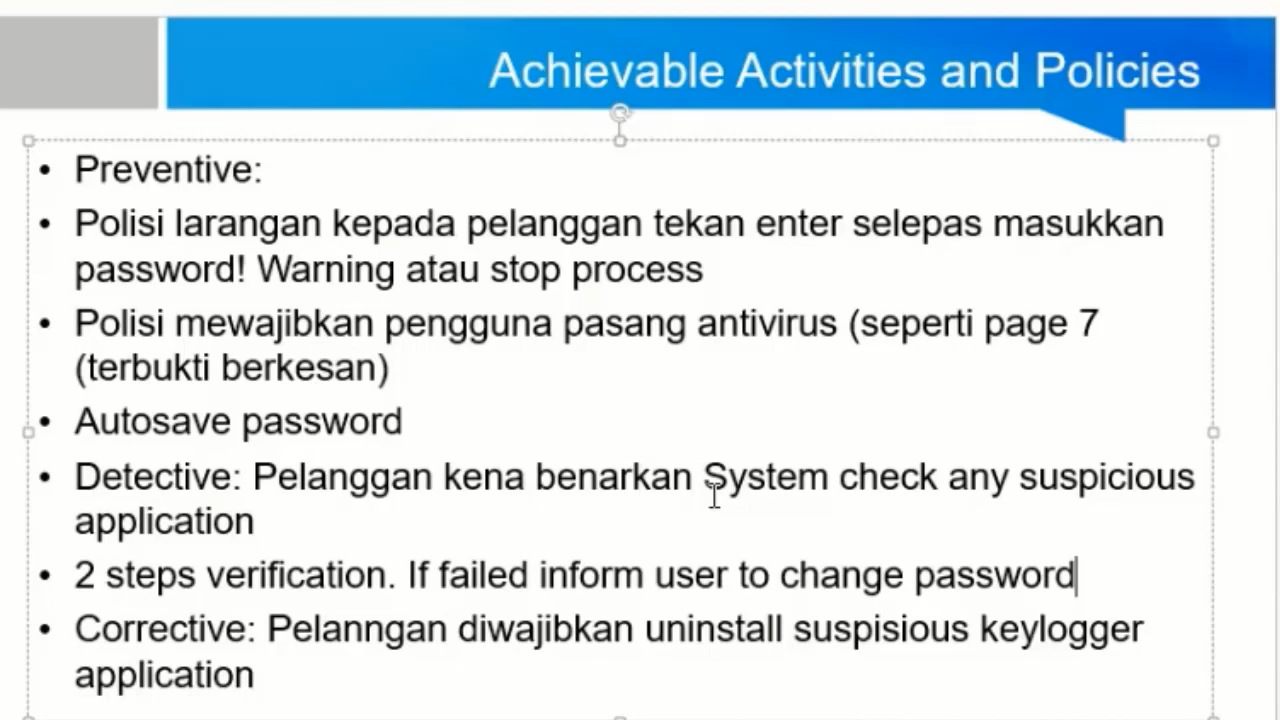 Achievable Activities and Policies
• Preventive:
• Polisi larangan kepada pelanggan tekan enter selepas masukkan
password! Warning atau stop process
• Polisi mewajibkan pengguna pasang antivirus (seperti page 7
(terbukti berkesan)
• Autosave password
• Detective: Pelanggan kena benarkan System check any suspicious
application
• 2 steps verification. If failed inform user to change password
• Corrective: Pelanngan diwajibkan uninstall suspisious keylogger
application